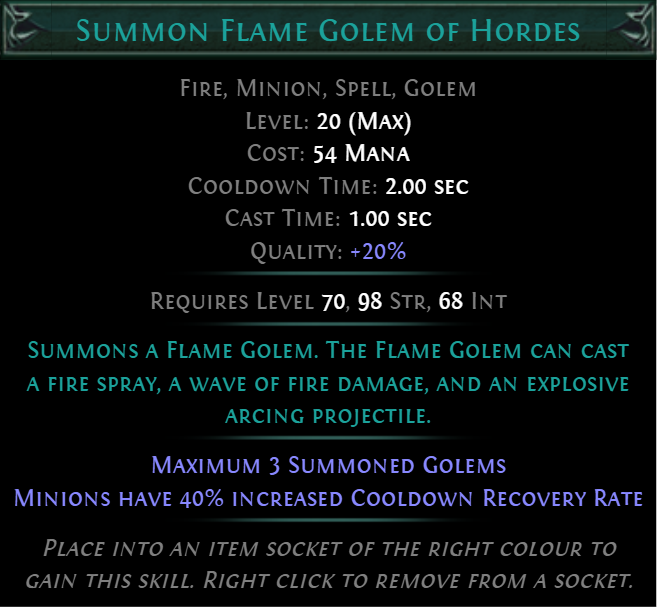 Summon Flame Golem of Hordes
Fire, Minion, Spell, Golem
Level: 20 (Max)
Cost: 54 Mana
Cooldown Time: 2.00 sec
Cast Time: 1.00 sec
Quality: +20%
Requires Level 70, 98 Str, 68 Int
Summons a Flame Golem. The Flame Golem can cast
a fire spray, a wave of fire damage, and an explosive
arcing projectile.
Maximum 3 Summoned Golems
Minions have 40% increased Cooldown Recovery Rate
Place into an item socket of the right colour to
gain this skill. Right click to remove from a socket.